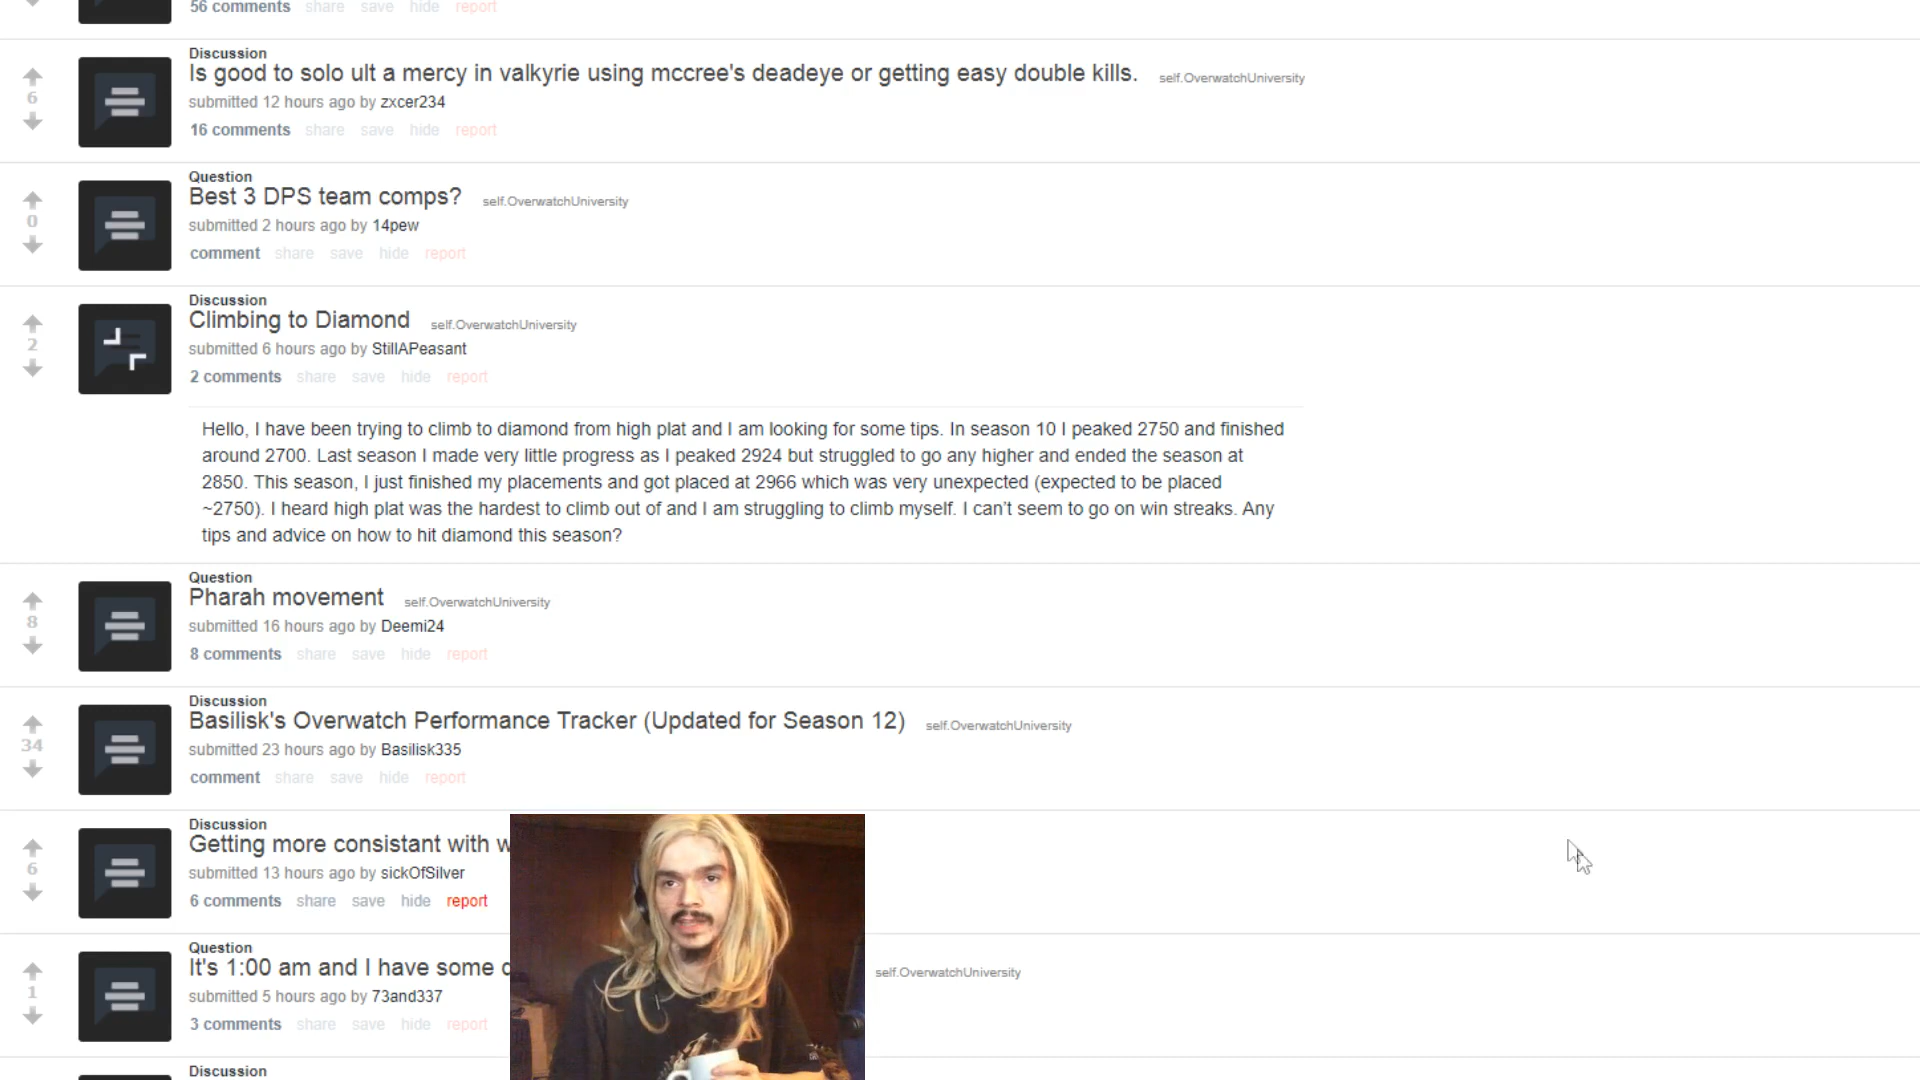 56 comments share save hide report
Discussion
Is good to solo ult a mercy in valkyrie using mccree's deadeye or getting easy double kills. self.OverwatchUniversity
6
submitted 12 hours ago by zxcer234
16 comments share save hide report
Question
Best 3 DPS team comps? self.OverwatchUniversity
0
submitted 2 hours ago by 14pew
comment share save hide report
Discussion
Climbing to Diamond self.OverwatchUniversity
2
submitted 6 hours ago by StillAPeasant
2 comments share save hide report
Hello, I have been trying to climb to diamond from high plat and I am looking for some tips. In season 10 I peaked 2750 and finished
around 2700. Last season I made very little progress as I peaked 2924 but struggled to go any higher and ended the season at
2850. This season, I just finished my placements and got placed at 2966 which was very unexpected (expected to be placed
~2750). I heard high plat was the hardest to climb out of and I am struggling to climb myself. I can't seem to go on win streaks. Any
tips and advice on how to hit diamond this season?
Question
Pharah movement self.OverwatchUniversity
8
submitted 16 hours ago by Deemi24
8 comments share save hide report
Discussion
Basilisk's Overwatch Performance Tracker (Updated for Season 12) self.OverwatchUniversity
34
submitted 23 hours ago by Basilisk335
comment share save hide report
Discussion
Getting more consistant with
6
submitted 13 hours ago by sickOfSilver
6 comments share save hide report
Question
It's 1:00 am and I have some self.OverwatchUniversity
1
submitted 5 hours ago by 73and337
3 comments share save hide report
Discussion